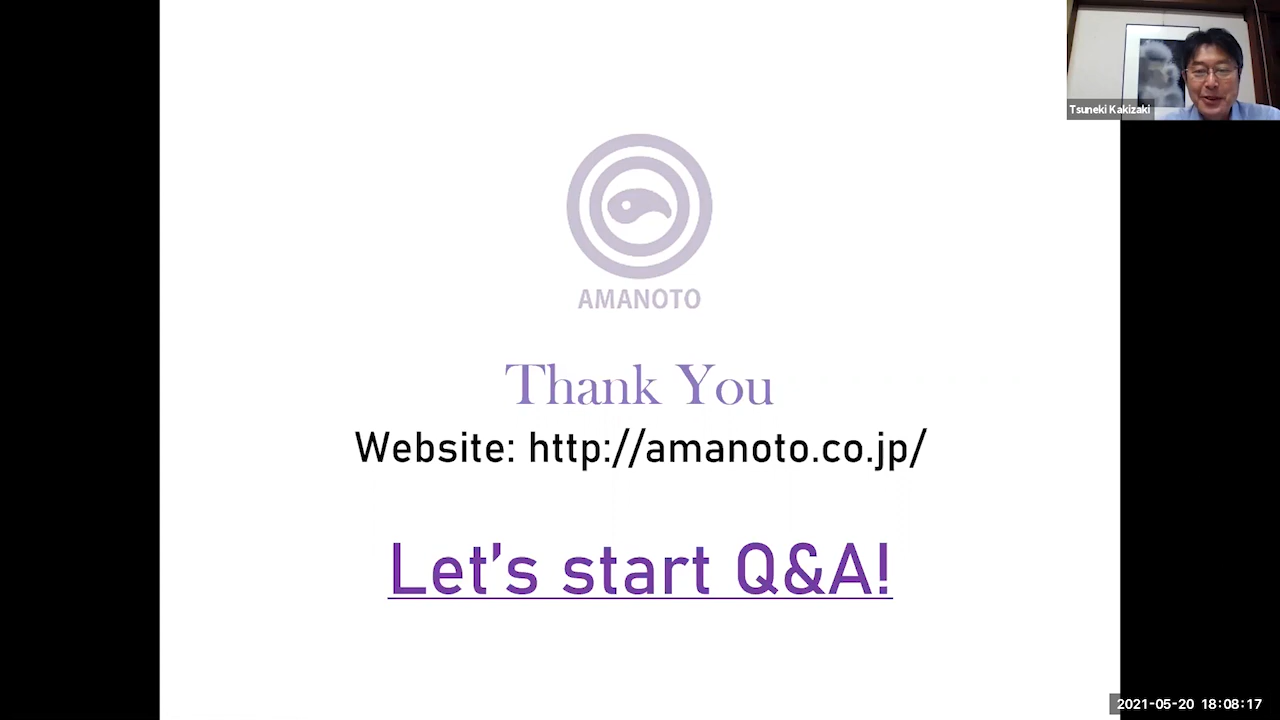 Tsuneki Kakizaki
AMANOTO
Thank You
Website: http://amanoto.co.jp/
Let's start Q&A!
2021-05-20 18:08:17